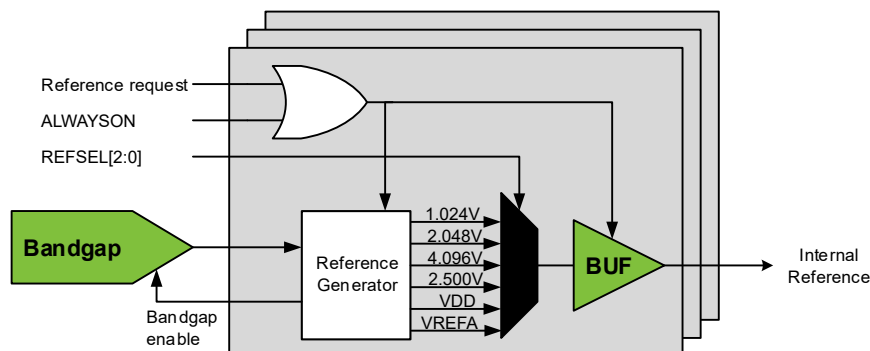 Reference request
ALWAYSON
REFSEL[2:0]
Bandgap
Bandgap
enable
Reference
Generator
1.024V
2.048V
4.096V
2.500V
VDD
VREFA
BUF
Internal
Reference